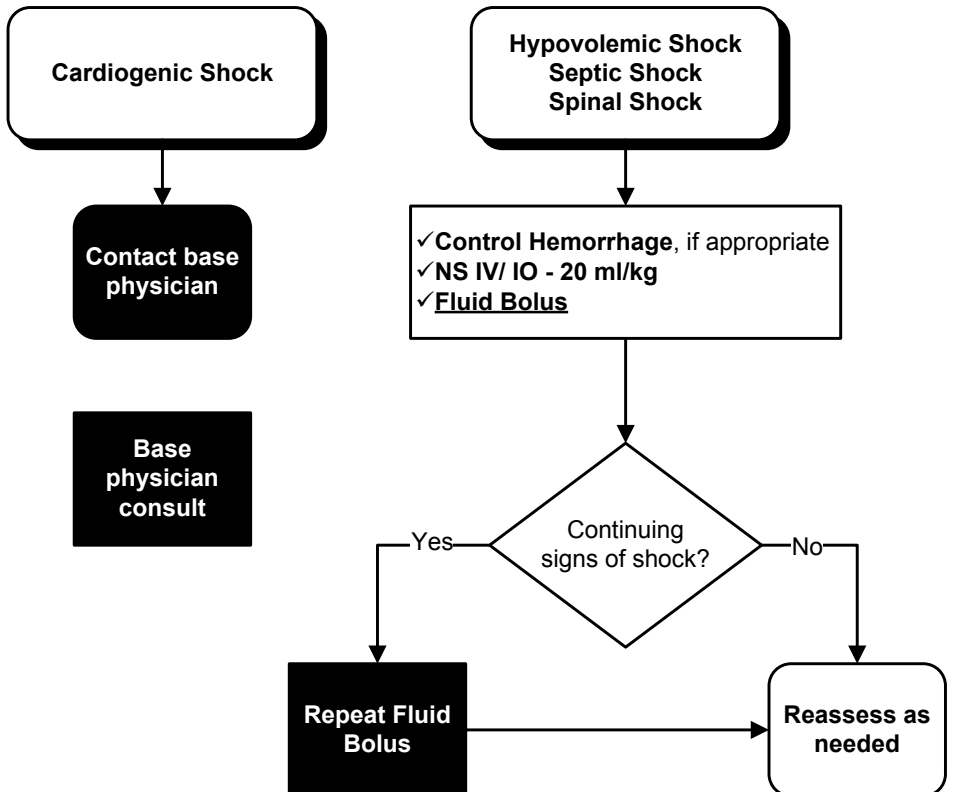 Cardiogenic Shock
Contact base
physician
Base
physician
consult
Hypovolemic Shock
Septic Shock
Spinal Shock
✓Control Hemorrhage, if appropriate
✓NS IV/ IO - 20 ml/kg
✓Fluid Bolus
Continuing
signs of shock?
Yes
No
Repeat Fluid
Bolus
Reassess as
needed